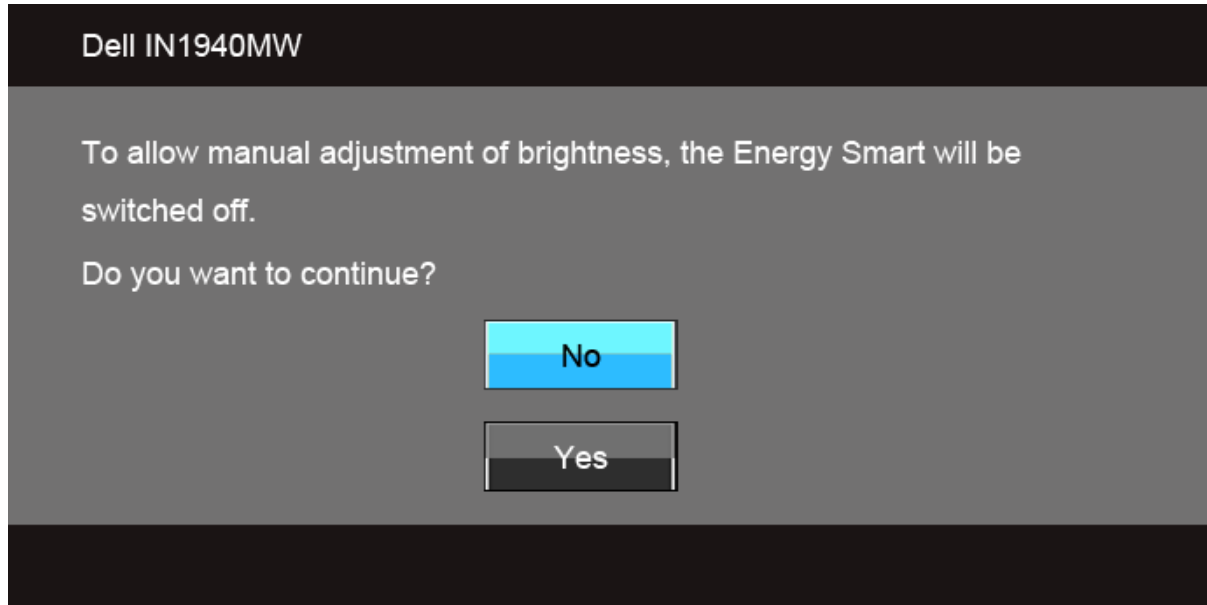 Dell IN1940MW
To allow manual adjustment of brightness, the Energy Smart will be
switched off.
Do you want to continue?
No
Yes